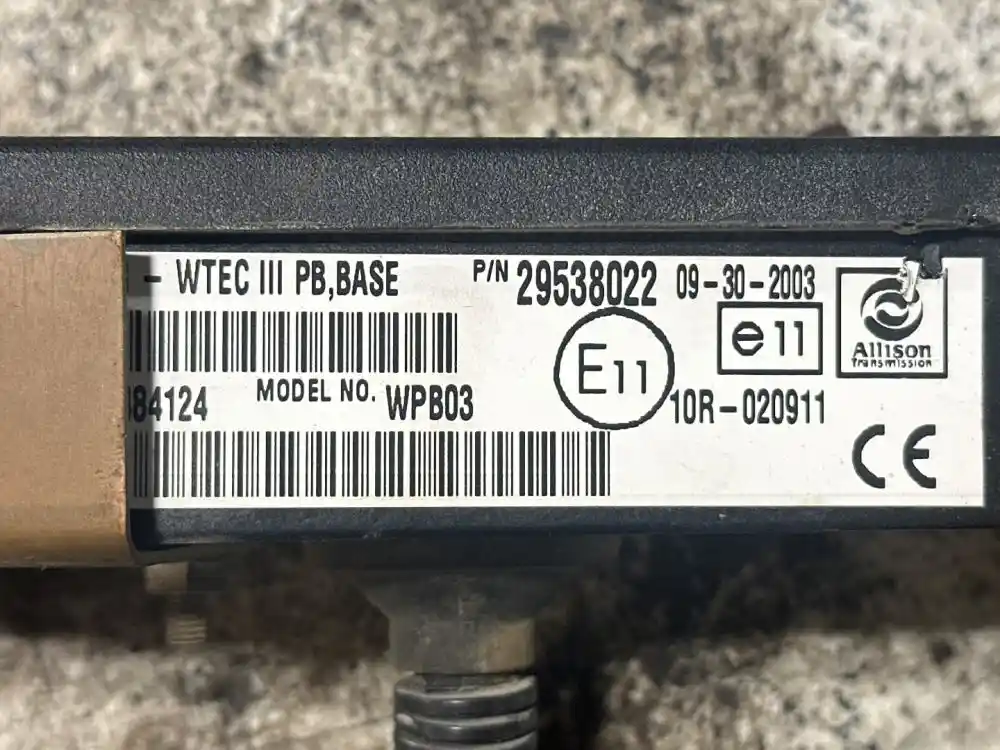 - WTEC III PB,BASE P/N 29538022 09-30-2003
E11
e11
Allison
Transmission
84124 MODEL NO. WPB03 10R-020911
CE